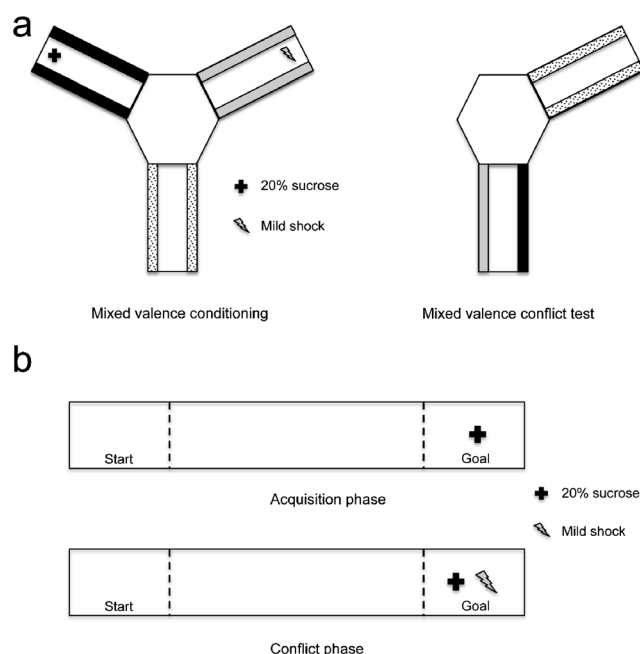 a
20% sucrose
Mild shock
Mixed valence conditioning
Mixed valence conflict test
b
Start
Goal
Acquisition phase
20% sucrose
Mild shock
Start
Goal
Conflict phase